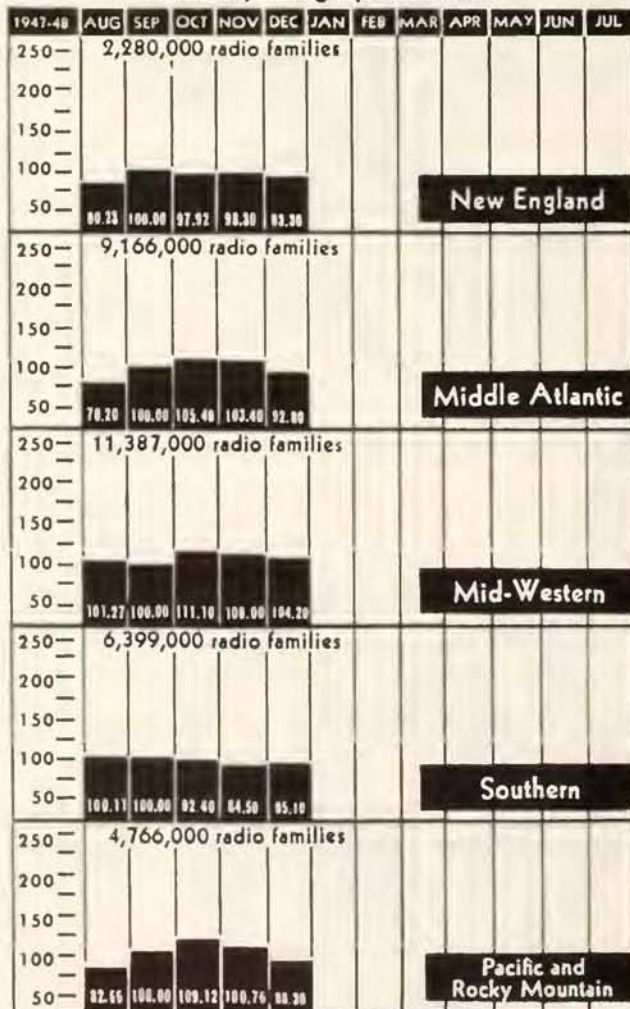 1947-48 AUG SEP OCT NOV DEC JAN FEB MAR APR MAY JUN JUL
2,280,000 radio families
250
200
150
100
50
100.00 97.92 98.30
New England
9,166,000 radio families
250
200
150
100
50
78.20 100.00 105.40 103.40 92.80
Middle Atlantic
11,387,000 radio families
250
200
150
100
50
101.27 100.00 111.10 108.00 104.20
Mid-Western
6,399,000 radio families
250
200
150
100
50
100.11 100.00 92.40 84.50
Southern
4,766,000 radio families
250
200
150
100
50
82.66 100.00 109.12 100.76
Pacific and
Rocky Mountain